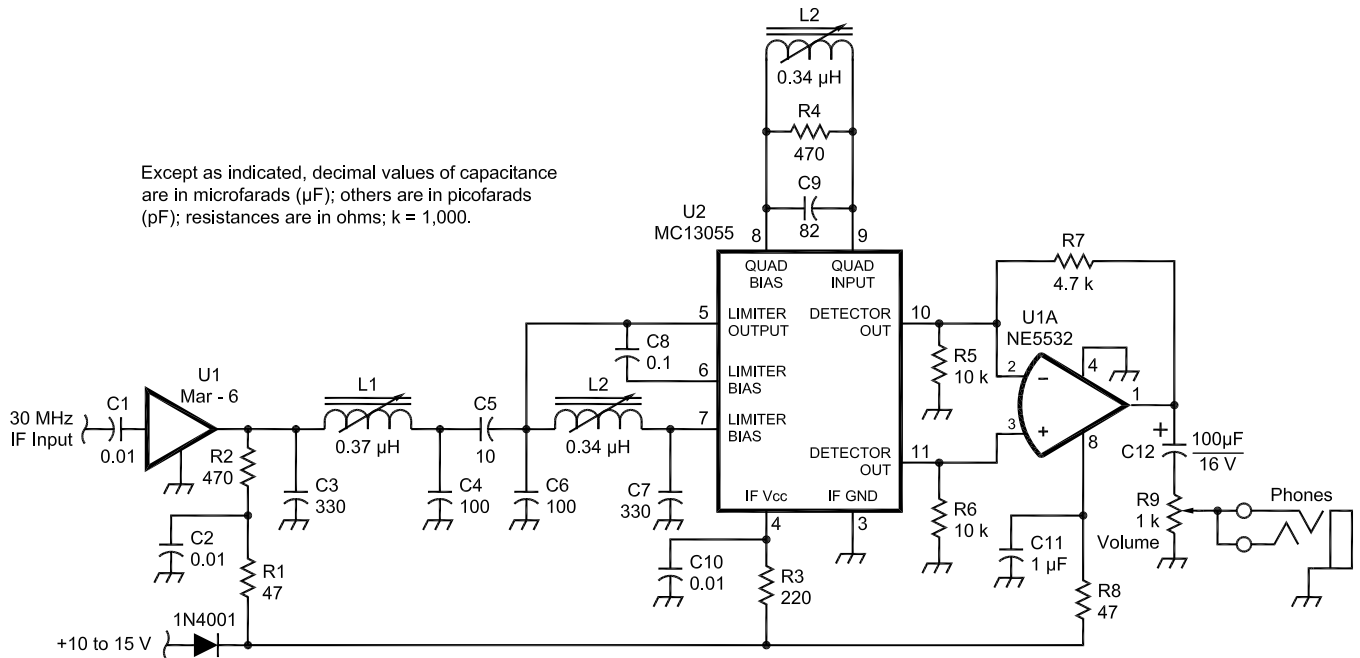 L2
0.34 µH
R4
470
C9
82
Except as indicated, decimal values of capacitance
are in microfarads (µF); others are in picofarads
(pF); resistances are in ohms; k = 1,000.
U2
MC13055
8
9
QUAD
BIAS
QUAD
INPUT
R7
4.7 k
5
LIMITER
OUTPUT
DETECTOR
OUT
10
C8
0.1
6
LIMITER
BIAS
R5
10 k
U1A
NE5532
2
−
4
1
3
+
8
U1
Mar - 6
30 MHz
IF Input
C1
0.01
L1
0.37 µH
C5
10
L2
0.34 µH
7
LIMITER
BIAS
DETECTOR
OUT
11
R2
470
C3
330
C4
100
C6
100
C7
330
IF Vcc
IF GND
4
3
R6
10 k
+
C12
100µF
16 V
R9
1 k
Volume
Phones
C2
0.01
R1
47
C10
0.01
R3
220
C11
1 µF
R8
47
1N4001
+10 to 15 V